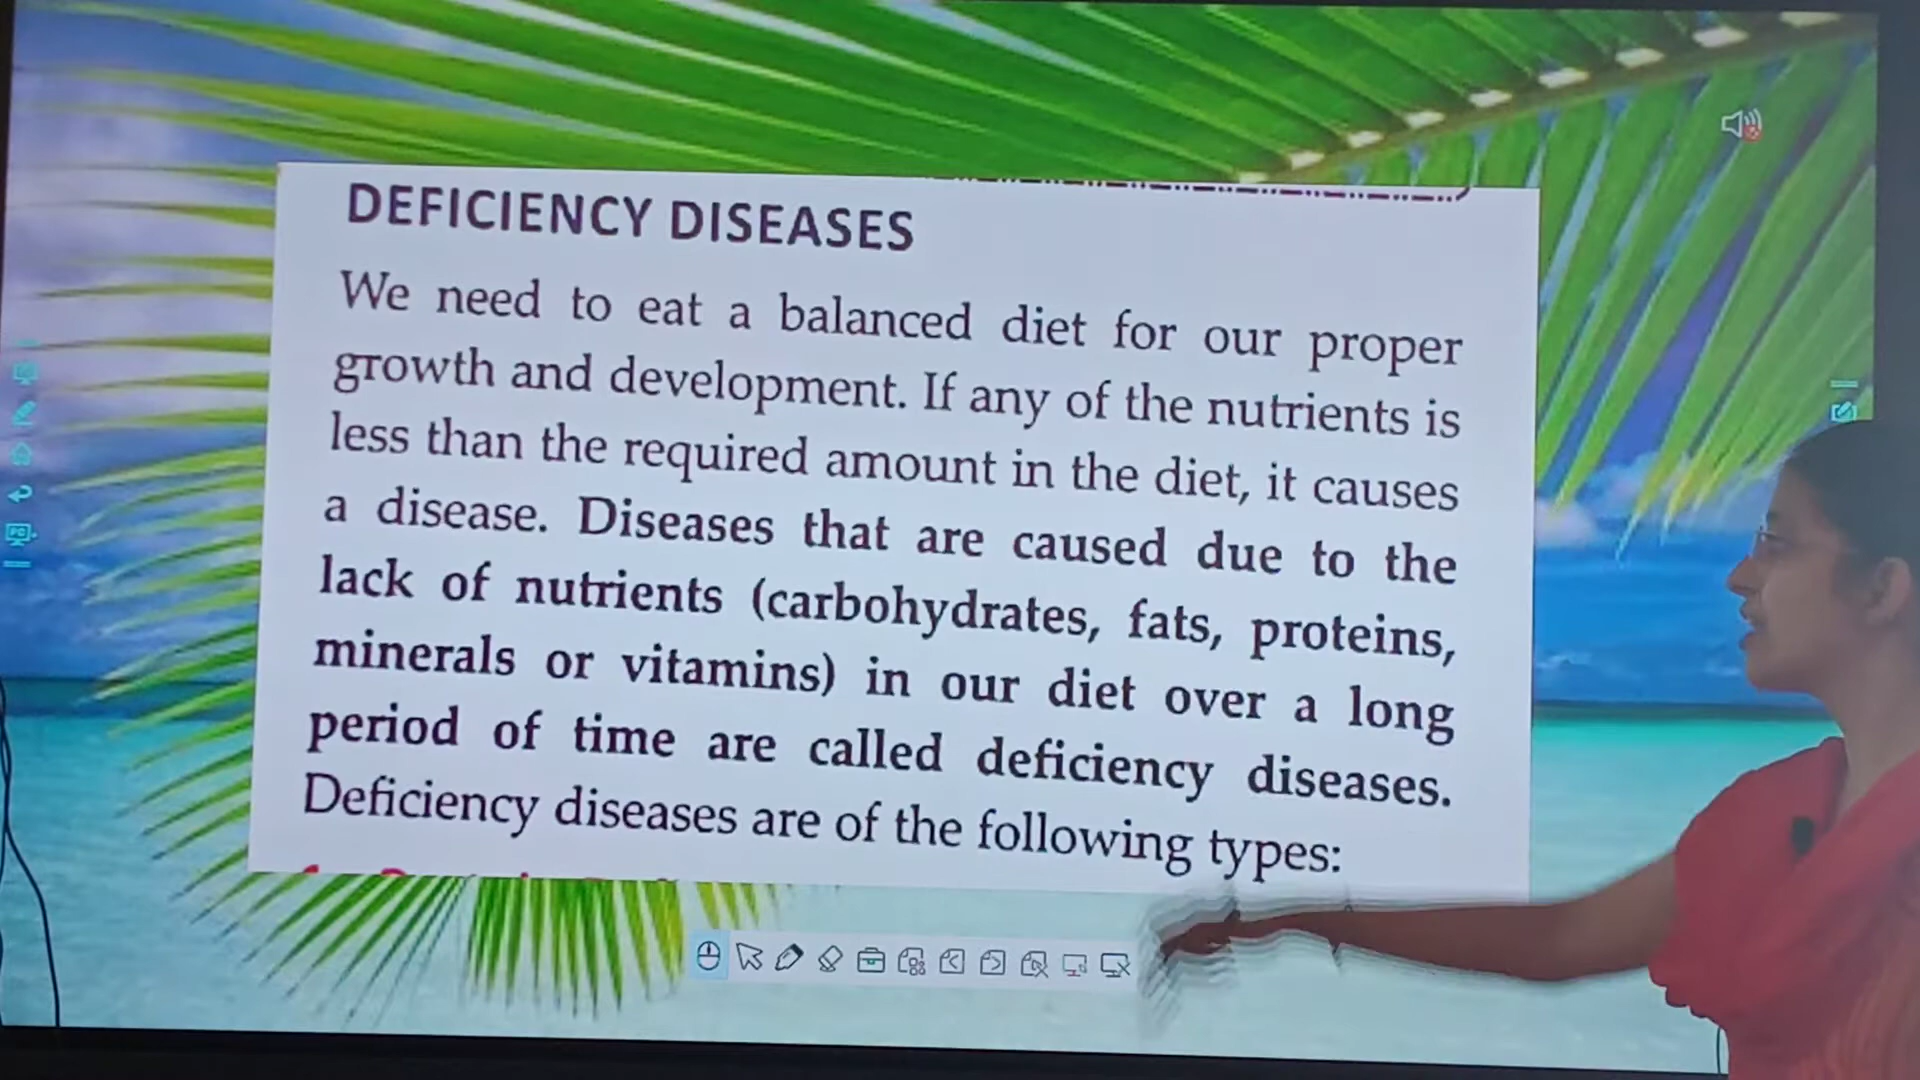 DEFICIENCY DISEASES
We need to eat a balanced diet for our proper
growth and development. If any of the nutrients is
less than the required amount in the diet, it causes
a disease. Diseases that are caused due to the
lack of nutrients (carbohydrates, fats, proteins,
minerals or vitamins) in our diet over a long
period of time are called deficiency diseases.
Deficiency diseases are of the following types: